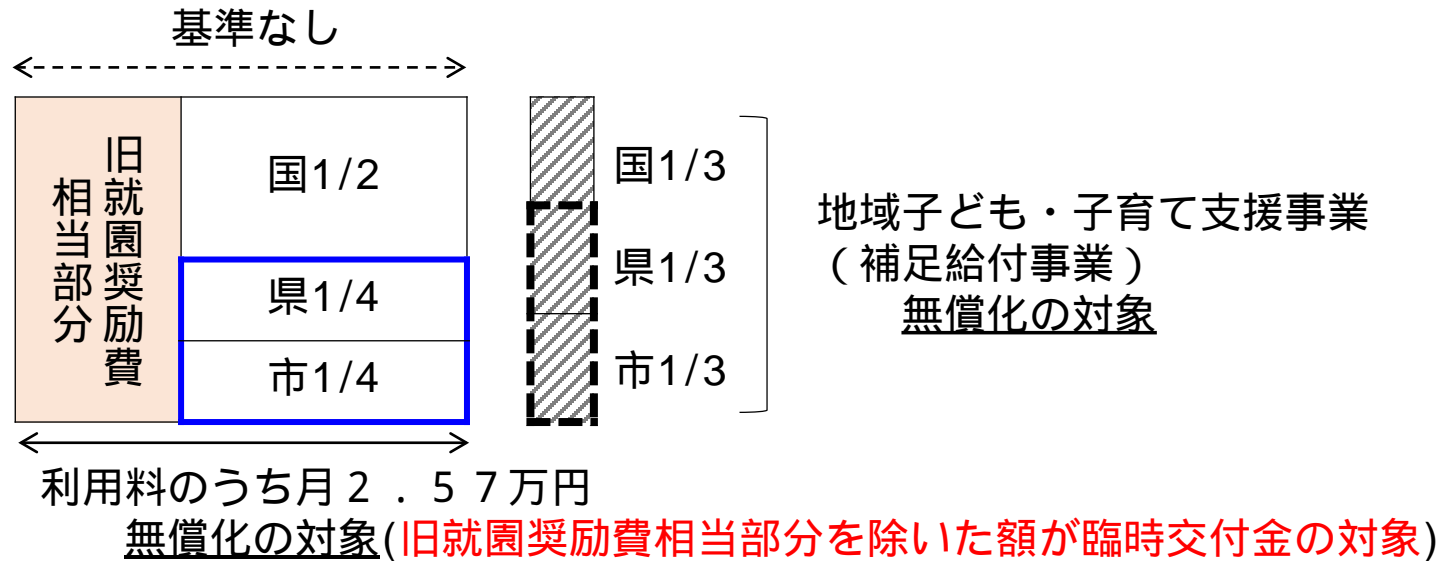 基準なし
旧就園奨励費
相当部分
国1/2
県1/4
市1/4
国1/3
県1/3
市1/3
地域子ども・子育て支援事業
（補足給付事業）
無償化の対象
利用料のうち月２．５７万円
無償化の対象(旧就園奨励費相当部分を除いた額が臨時交付金の対象)